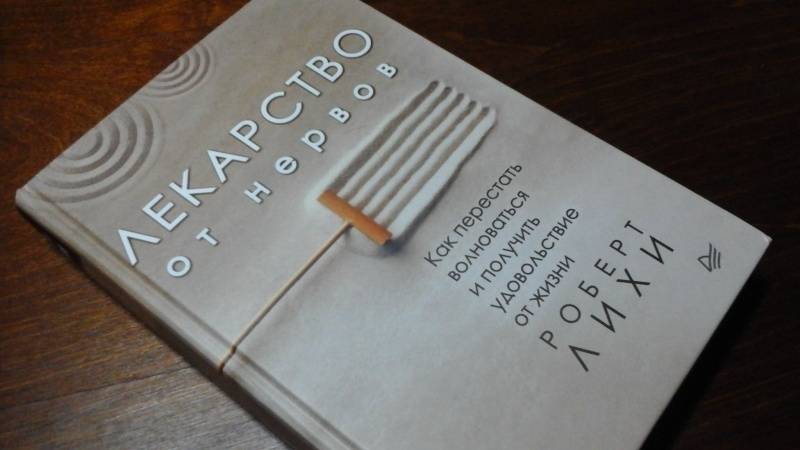 ЛЕКАРСТВО
от нервов
Как перестать
волноваться
и получить
удовольствие
от жизни
РОБЕРТ
ЛИХИ